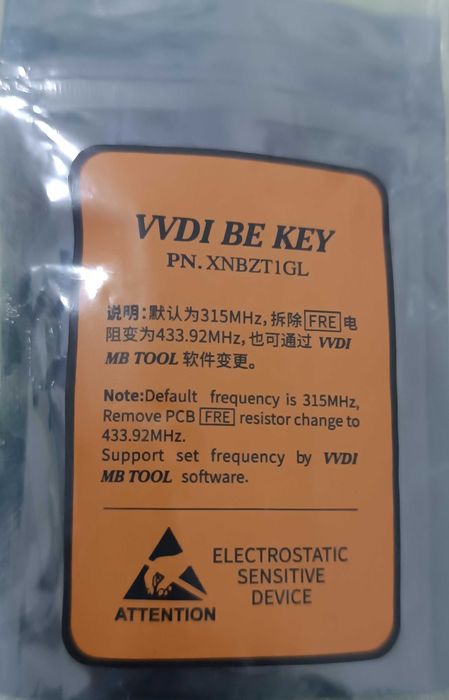 VVDI BE KEY
PN. XNBZT1GL
说明:默认为315MHz,拆除FRE电
阻变为433.92MHz,也可通过 VVDI
MB TOOL 软件变更。
Note:Default frequency is 315MHz,
Remove PCB FRE resistor change to
433.92MHz.
Support set frequency by VVDI
MB TOOL software.
ELECTROSTATIC
SENSITIVE
DEVICE
ATTENTION